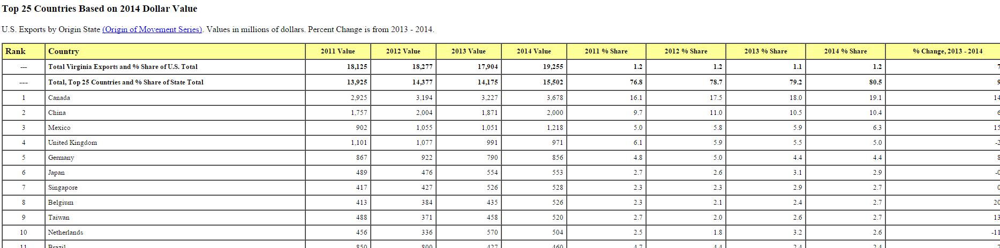 Top 25 Countries Based on 2014 Dollar Value
U.S. Exports by Origin State (Origin of Movement Series). Values in millions of dollars. Percent Change is from 2013 - 2014.
Rank Country 2011 Value 2012 Value 2013 Value 2014 Value 2011 % Share 2012 % Share 2013 % Share 2014 % Share % Change, 2013 - 2014
--- Total Virginia Exports and % Share of U.S. Total 18,125 18,277 17,904 19,255 1.2 1.2 1.1 1.2 7
--- Total, Top 25 Countries and % Share of State Total 13,925 14,377 14,175 15,502 76.8 78.7 79.2 80.5 9
1 Canada 2,925 3,194 3,227 3,678 16.1 17.5 18.0 19.1 14
2 China 1,757 2,004 1,871 2,000 9.7 11.0 10.5 10.4 6
3 Mexico 902 1,055 1,051 1,218 5.0 5.8 5.9 6.3 15
4 United Kingdom 1,101 1,077 991 971 6.1 5.9 5.5 5.0 -2
5 Germany 867 922 790 856 4.8 5.0 4.4 4.4 8
6 Japan 489 476 554 553 2.7 2.6 3.1 2.9 -0
7 Singapore 417 427 526 528 2.3 2.3 2.9 2.7 0
8 Belgium 413 384 435 526 2.3 2.1 2.4 2.7 20
9 Taiwan 488 371 458 520 2.7 2.0 2.6 2.7 13
10 Netherlands 456 336 570 504 2.5 1.8 3.2 2.6 -11
11 Brazil 850 800 427 460 4.7 4.4 2.4 2.4